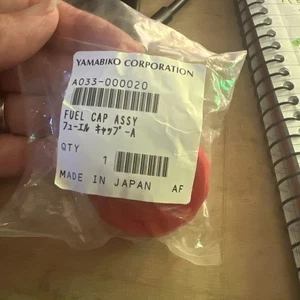 YAMABIKO CORPORATION
A033-000020
FUEL CAP ASSY
フューエル キャップ-A
QTY 1
MADE IN JAPAN AF